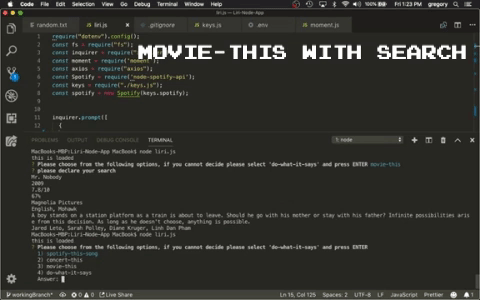 Code File Edit Selection View Go Debug Terminal Window Help Fri 1:23 PM gregory
liri.js — Liri-Node-App
random.txt liri.js .gitignore keys.js .env moment.js
MOVIE-THIS WITH SEARCH
1 require("dotenv").config();
2 const fs = require("fs");
3 const inquirer = require(
4 const moment = require('moment');
5 const axios = require("axios");
6 const Spotify = require('node-spotify-api');
7 const keys = require("./keys.js");
8 const spotify = new Spotify(keys.spotify);
9
10
11 inquirer.prompt([
12 {
PROBLEMS OUTPUT DEBUG CONSOLE TERMINAL 1: node
MacBooks-MBP:Liri-Node-App MacBook$ node liri.js
this is loaded
? Please choose from the following options, if you cannot decide please select 'do-what-it-says' and press ENTER movie-this
? please declare your search
Mr. Nobody
2009
7.8/10
67%
Magnolia Pictures
English, Mohawk
A boy stands on a station platform as a train is about to leave. Should he go with his mother or stay with his father? Infinite possibilities aris
e from this decision. As long as he doesn't choose, anything is possible.
Jared Leto, Sarah Polley, Diane Kruger, Linh Dan Pham
MacBooks-MBP:Liri-Node-App MacBook$ node liri.js
this is loaded
? Please choose from the following options, if you cannot decide please select 'do-what-it-says' and press ENTER
1) spotify-this-song
2) concert-this
3) movie-this
4) do-what-it-says
Answer:
workingBranch* 0 0 Live Share Ln 15, Col 125 Spaces: 2 UTF-8 LF JavaScript Prettier